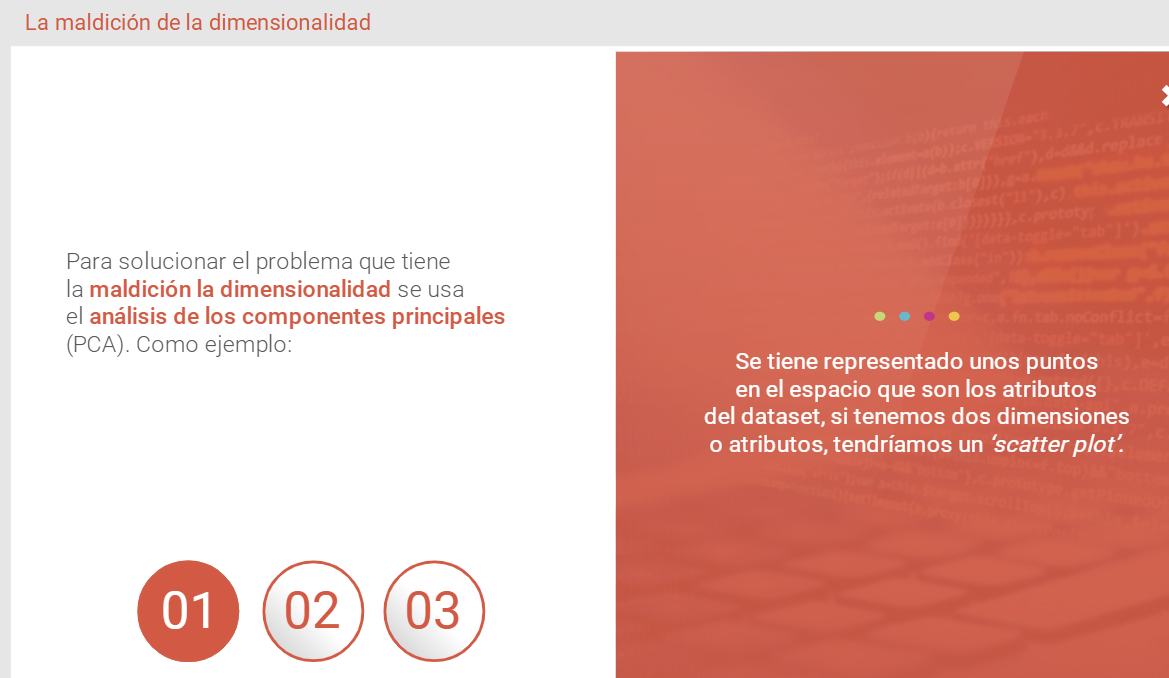 La maldición de la dimensionalidad
Para solucionar el problema que tiene
la maldición la dimensionalidad se usa
el análisis de los componentes principales
(PCA). Como ejemplo:
01
02
03
Se tiene representado unos puntos
en el espacio que son los atributos
del dataset, si tenemos dos dimensiones
o atributos, tendríamos un ‘scatter plot’.